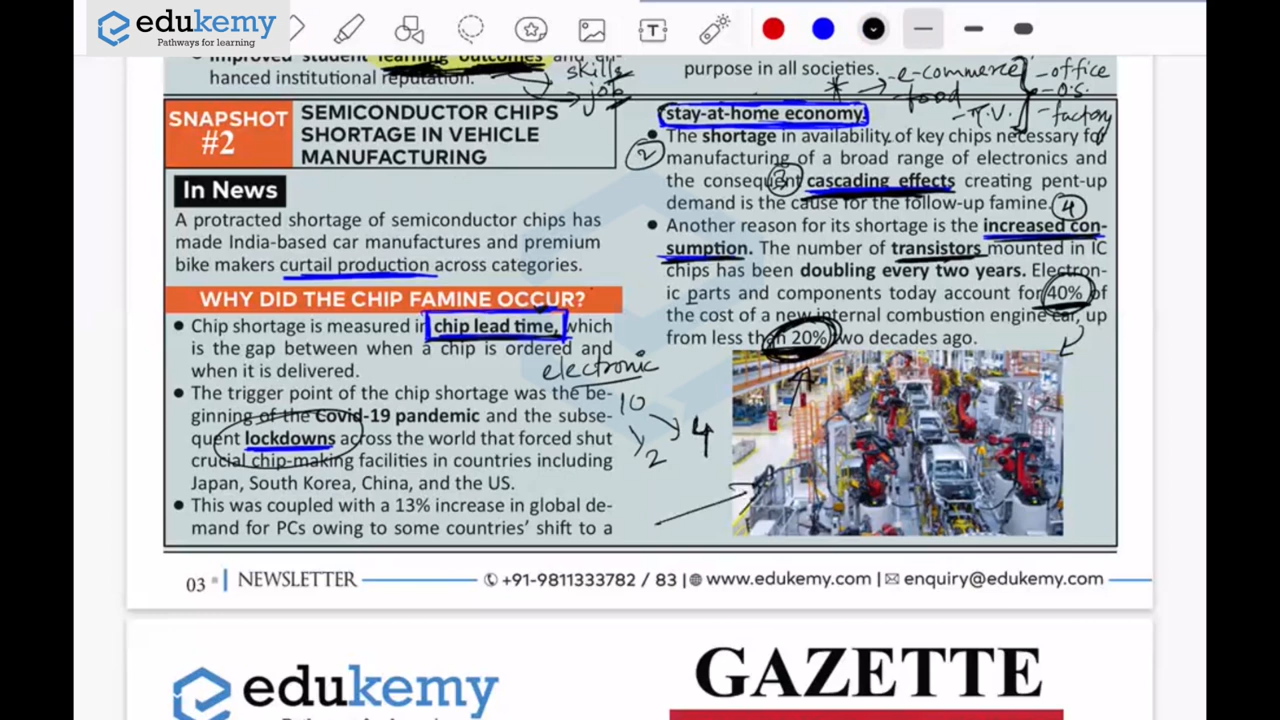 edukemy
Pathways for learning
T
Improved student learning outcomes and en-
hanced institutional reputation.
skills
job
purpose in all societies.
e-commerce
food
T.V.
office
O.S.
factory
SNAPSHOT
#2
SEMICONDUCTOR CHIPS
SHORTAGE IN VEHICLE
MANUFACTURING
In News
A protracted shortage of semiconductor chips has
made India-based car manufactures and premium
bike makers curtail production across categories.
WHY DID THE CHIP FAMINE OCCUR?
Chip shortage is measured in chip lead time, which
is the gap between when a chip is ordered and
when it is delivered.
electronic
The trigger point of the chip shortage was the be-
ginning of the Covid-19 pandemic and the subse-
quent lockdowns across the world that forced shut
crucial chip-making facilities in countries including
Japan, South Korea, China, and the US.
This was coupled with a 13% increase in global de-
mand for PCs owing to some countries' shift to a
10
4
2
stay-at-home economy.
2
The shortage in availability of key chips necessary for
manufacturing of a broad range of electronics and
3
the consequent cascading effects creating pent-up
demand is the cause for the follow-up famine.
4
Another reason for its shortage is the increased con-
sumption. The number of transistors mounted in IC
chips has been doubling every two years. Electron-
ic parts and components today account for 40% of
the cost of a new internal combustion engine car, up
from less than 20% two decades ago.
03 NEWSLETTER
+91-9811333782 / 83 | www.edukemy.com | enquiry@edukemy.com
edukemy
GAZETTE